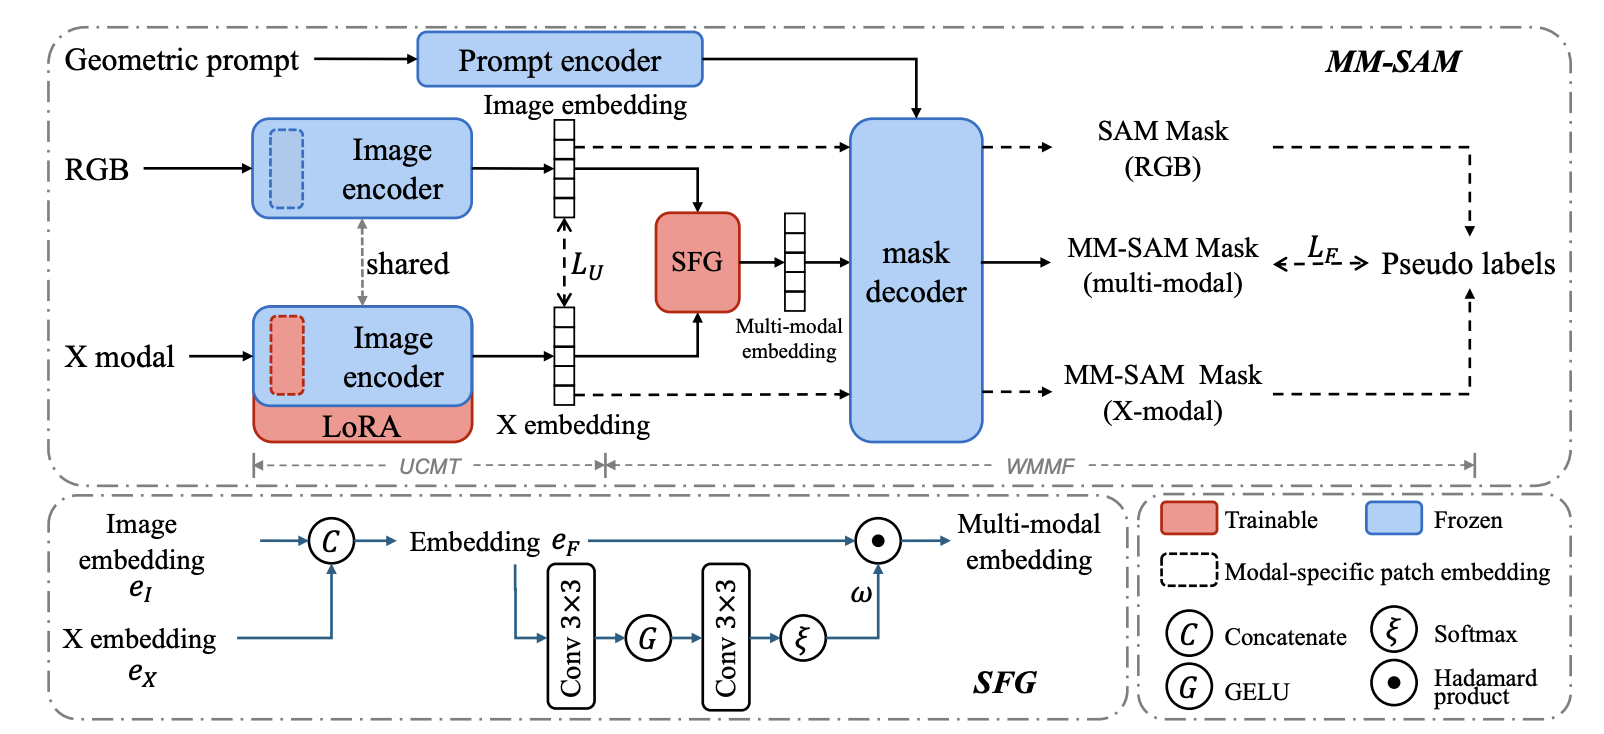 Geometric prompt
Prompt encoder
MM-SAM
Image embedding
RGB
Image
encoder
SAM Mask
(RGB)
shared
L_U
SFG
mask
decoder
MM-SAM Mask
(multi-modal)
L_F
Pseudo labels
Multi-modal
embedding
X modal
Image
encoder
LoRA
X embedding
MM-SAM Mask
(X-modal)
UCMT
WMMF
Image
embedding
e_I
C
Embedding e_F
Multi-modal
embedding
X embedding
e_X
Conv 3×3
G
Conv 3×3
ξ
ω
SFG
Trainable
Frozen
Modal-specific patch embedding
C
Concatenate
ξ
Softmax
G
GELU
Hadamard
product